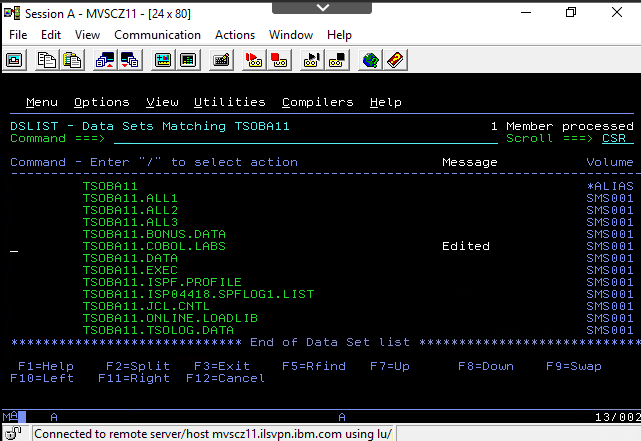 Session A - MVSCZ11 - [24 x 80]
File Edit View Communication Actions Window Help
Menu Options View Utilities Compilers Help
DSLIST - Data Sets Matching TSOBA11 1 Member processed
Command ===> Scroll ===> CSR
Command - Enter "/" to select action Message Volume
TSOBA11 *ALIAS
TSOBA11.ALL1 SMS001
TSOBA11.ALL2 SMS001
TSOBA11.ALL3 SMS001
TSOBA11.BONUS.DATA SMS001
TSOBA11.COBOL.LABS Edited SMS001
TSOBA11.DATA SMS001
TSOBA11.EXEC SMS001
TSOBA11.ISPF.PROFILE SMS001
TSOBA11.ISP04418.SPFLOG1.LIST SMS001
TSOBA11.JCL.CNTL SMS001
TSOBA11.ONLINE.LOADLIB SMS001
TSOBA11.TSOLOG.DATA SMS001
***************************** End of Data Set list ****************************
F1=Help F2=Split F3=Exit F5=Rfind F7=Up F8=Down F9=Swap
F10=Left F11=Right F12=Cancel
MA A A 13/002
Connected to remote server/host mvscz11.ilsvpn.ibm.com using lu/